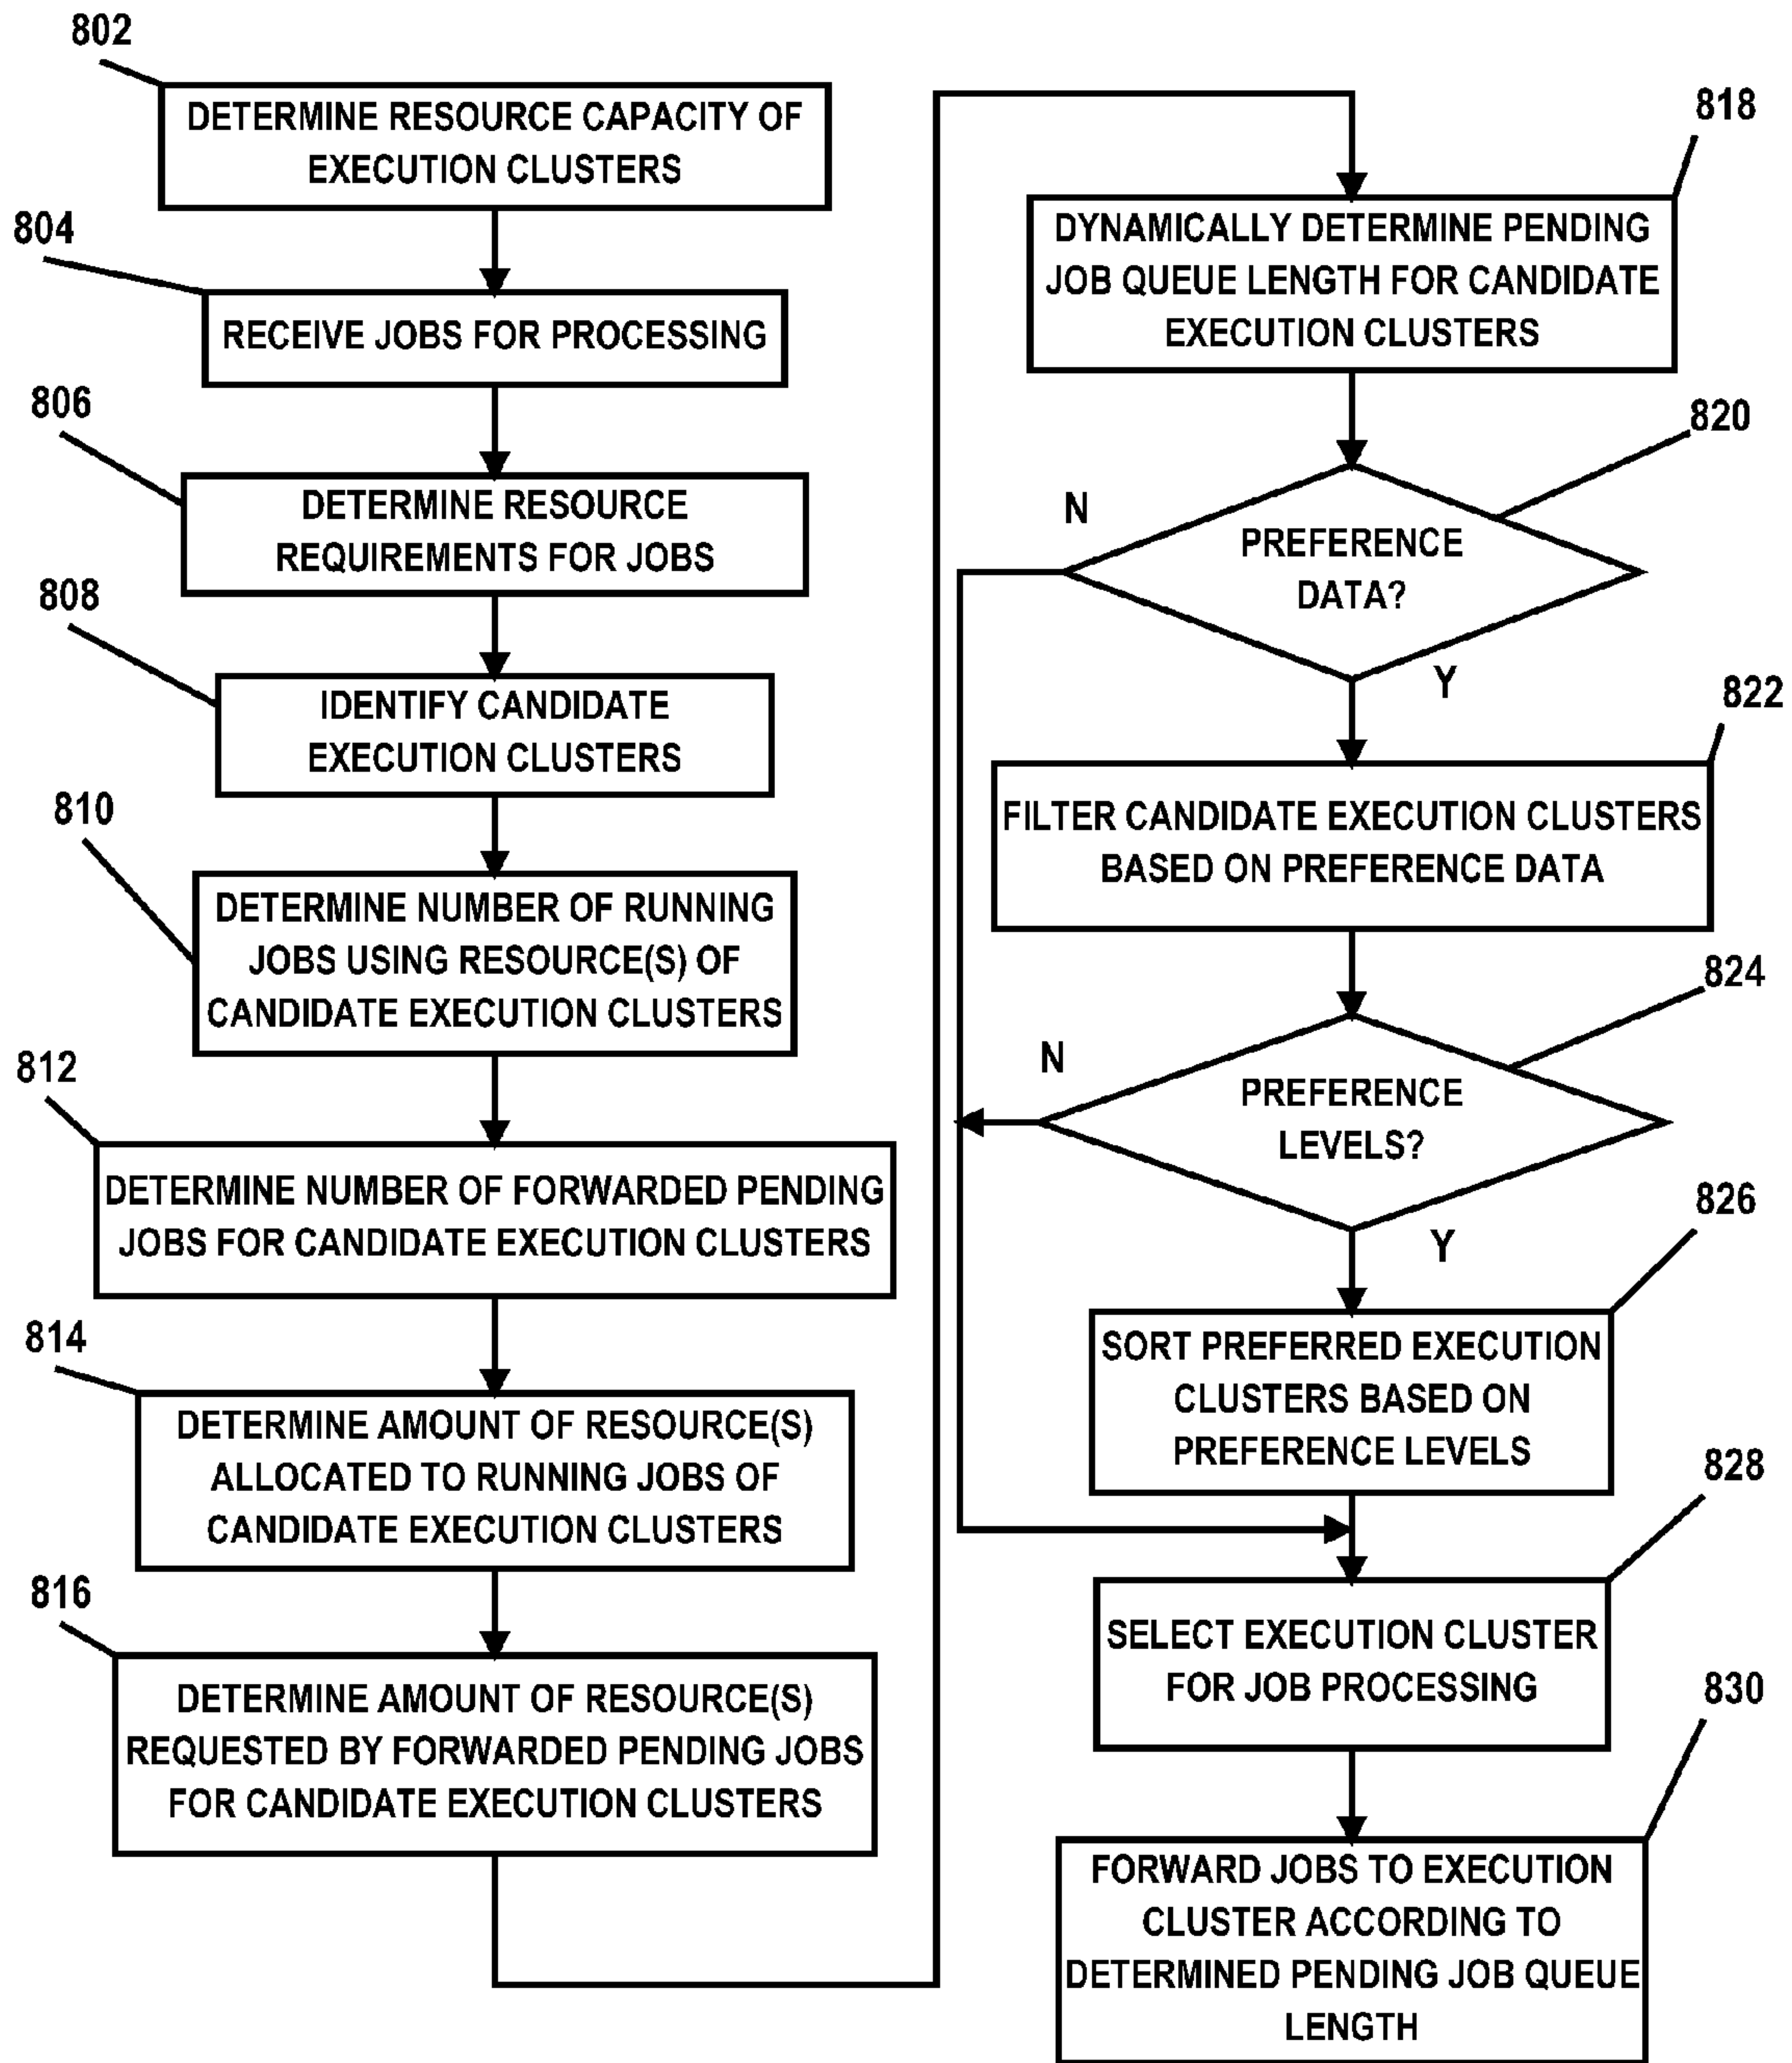 802
DETERMINE RESOURCE CAPACITY OF
EXECUTION CLUSTERS
804
RECEIVE JOBS FOR PROCESSING
806
DETERMINE RESOURCE
REQUIREMENTS FOR JOBS
808
IDENTIFY CANDIDATE
EXECUTION CLUSTERS
810
DETERMINE NUMBER OF RUNNING
JOBS USING RESOURCE(S) OF
CANDIDATE EXECUTION CLUSTERS
812
DETERMINE NUMBER OF FORWARDED PENDING
JOBS FOR CANDIDATE EXECUTION CLUSTERS
814
DETERMINE AMOUNT OF RESOURCE(S)
ALLOCATED TO RUNNING JOBS OF
CANDIDATE EXECUTION CLUSTERS
816
DETERMINE AMOUNT OF RESOURCE(S)
REQUESTED BY FORWARDED PENDING JOBS
FOR CANDIDATE EXECUTION CLUSTERS
818
DYNAMICALLY DETERMINE PENDING
JOB QUEUE LENGTH FOR CANDIDATE
EXECUTION CLUSTERS
820
N
PREFERENCE
DATA?
Y
822
FILTER CANDIDATE EXECUTION CLUSTERS
BASED ON PREFERENCE DATA
824
N
PREFERENCE
LEVELS?
Y
826
SORT PREFERRED EXECUTION
CLUSTERS BASED ON
PREFERENCE LEVELS
828
SELECT EXECUTION CLUSTER
FOR JOB PROCESSING
830
FORWARD JOBS TO EXECUTION
CLUSTER ACCORDING TO
DETERMINED PENDING JOB QUEUE
LENGTH